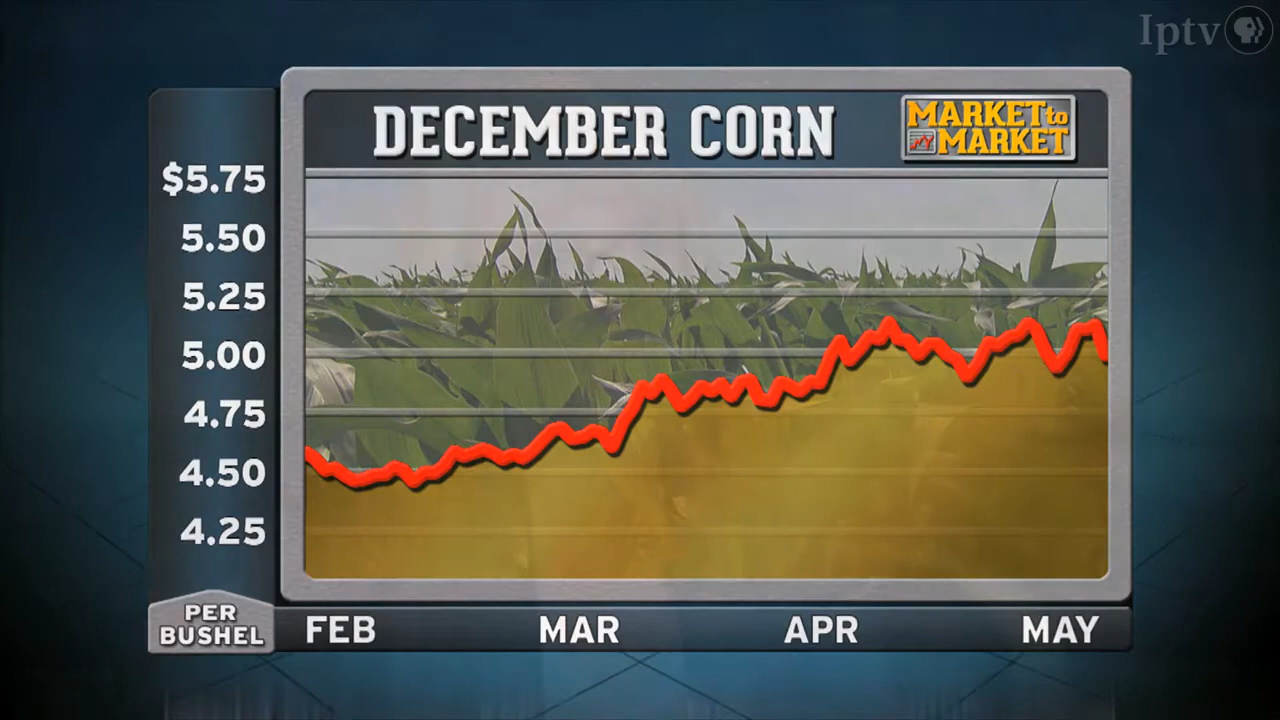 Iptv
DECEMBER CORN
MARKET to
MARKET
$5.75
5.50
5.25
5.00
4.75
4.50
4.25
PER
BUSHEL
FEB MAR APR MAY